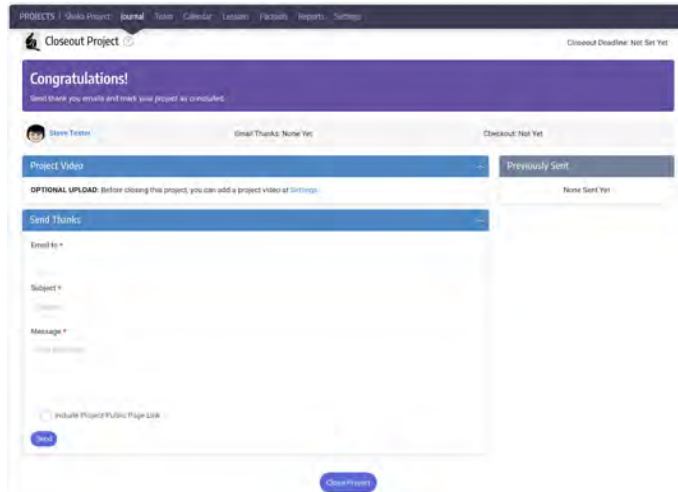 PROJECTS | Shako Project Journal Team Calendar Lessons Factoids Reports Settings
Closeout Project
Closeout Deadline: Not Set Yet
Congratulations!
Send thank you emails and mark your project as concluded.
Steve Tester
Email Thanks: None Yet
Checkout: Not Yet
Project Video
Previously Sent
OPTIONAL UPLOAD: Before closing this project, you can add a project video at Settings.
None Sent Yet
Send Thanks
Email to *
Subject *
Message *
Include Project Public Page Link
Send
Close Project